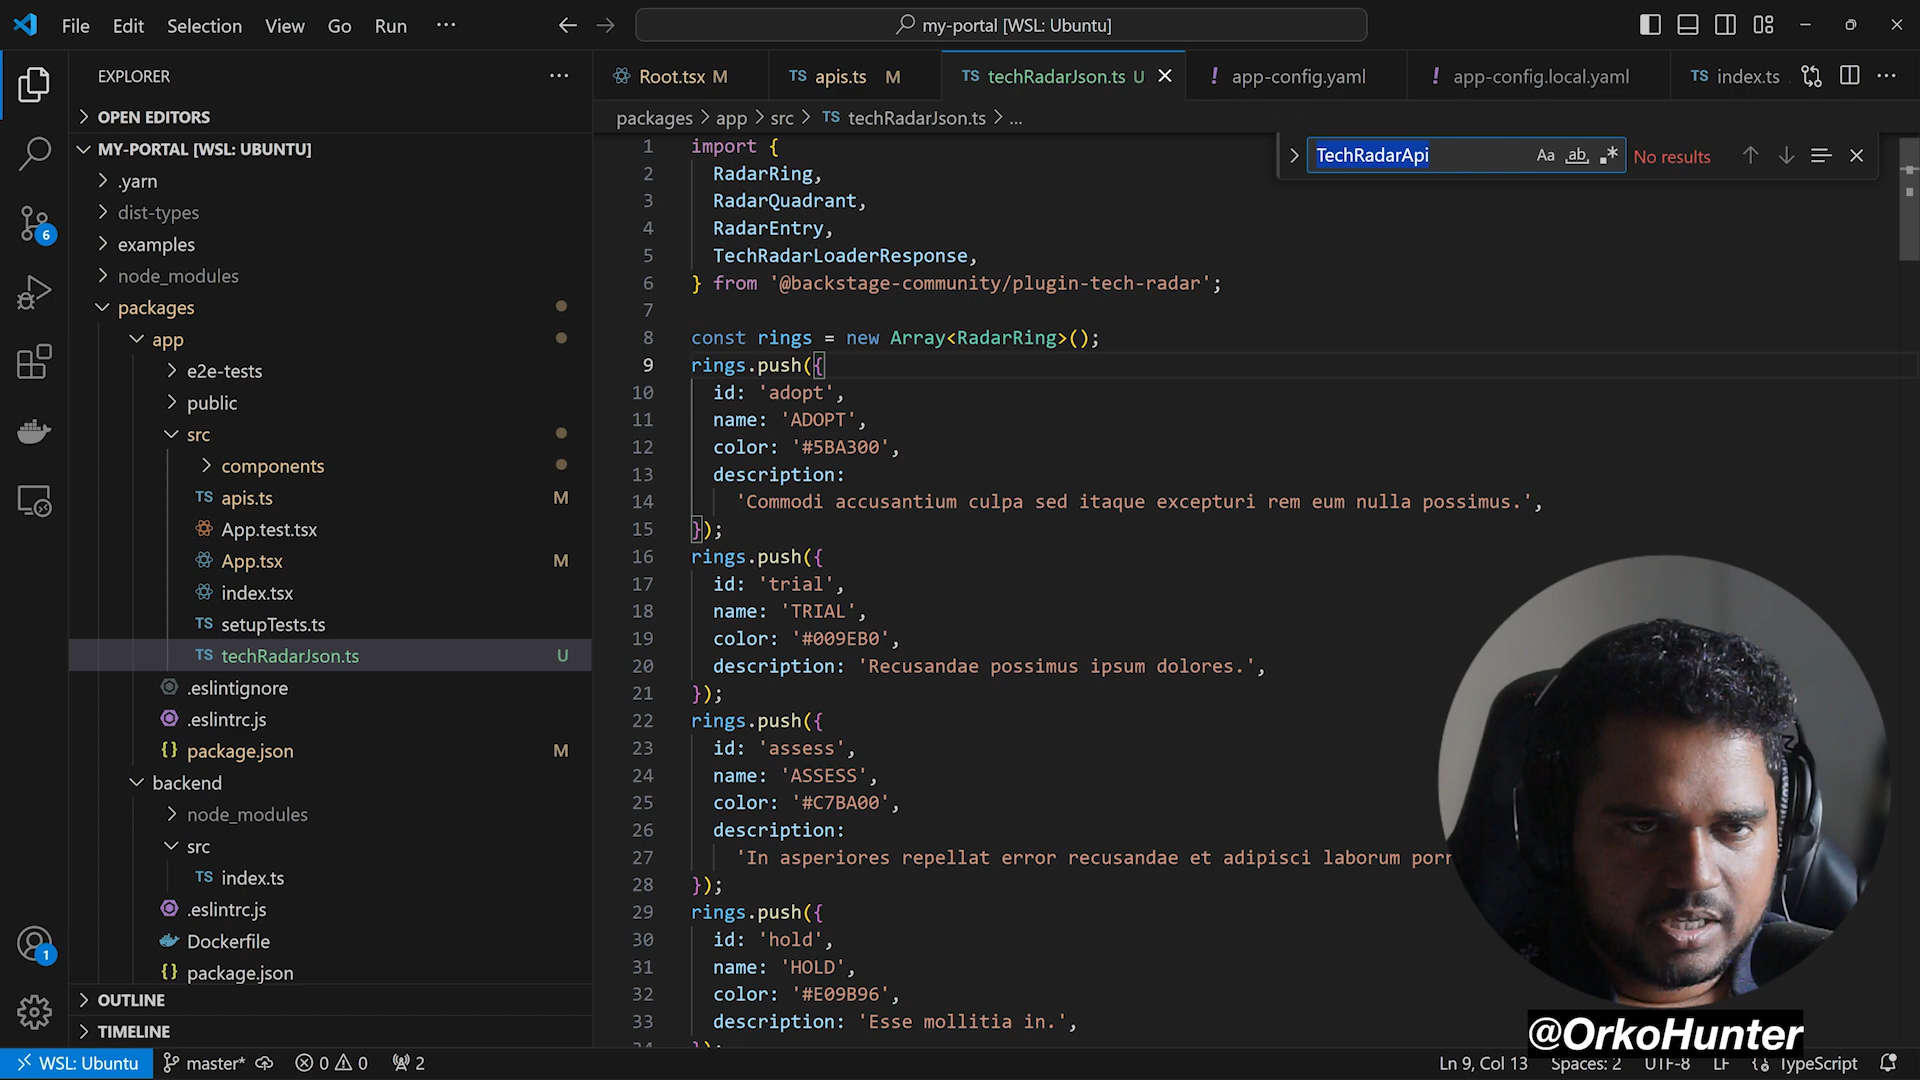 File Edit Selection View Go Run ···
my-portal [WSL: Ubuntu]
EXPLORER
OPEN EDITORS
MY-PORTAL [WSL: UBUNTU]
.yarn
dist-types
examples
node_modules
packages
app
e2e-tests
public
src
components
TS apis.ts M
App.test.tsx
App.tsx M
index.tsx
TS setupTests.ts
TS techRadarJson.ts U
.eslintignore
.eslintrc.js
{} package.json M
backend
node_modules
src
TS index.ts
.eslintrc.js
Dockerfile
{} package.json
OUTLINE
TIMELINE
6
1
Root.tsx M
TS apis.ts M
TS techRadarJson.ts U
! app-config.yaml
! app-config.local.yaml
TS index.ts
packages > app > src > TS techRadarJson.ts > ...
TechRadarApi Aa ab .* No results
1 import {
2 RadarRing,
3 RadarQuadrant,
4 RadarEntry,
5 TechRadarLoaderResponse,
6 } from '@backstage-community/plugin-tech-radar';
7
8 const rings = new Array<RadarRing>();
9 rings.push({
10 id: 'adopt',
11 name: 'ADOPT',
12 color: '#5BA300',
13 description:
14 'Commodi accusantium culpa sed itaque excepturi rem eum nulla possimus.',
15 });
16 rings.push({
17 id: 'trial',
18 name: 'TRIAL',
19 color: '#009EB0',
20 description: 'Recusandae possimus ipsum dolores.',
21 });
22 rings.push({
23 id: 'assess',
24 name: 'ASSESS',
25 color: '#C7BA00',
26 description:
27 'In asperiores repellat error recusandae et adipisci laborum porr
28 });
29 rings.push({
30 id: 'hold',
31 name: 'HOLD',
32 color: '#E09B96',
33 description: 'Esse mollitia in.',
@OrkoHunter
WSL: Ubuntu master* 0 0 2
Ln 9, Col 13 Spaces: 2 UTF-8 LF {} TypeScript